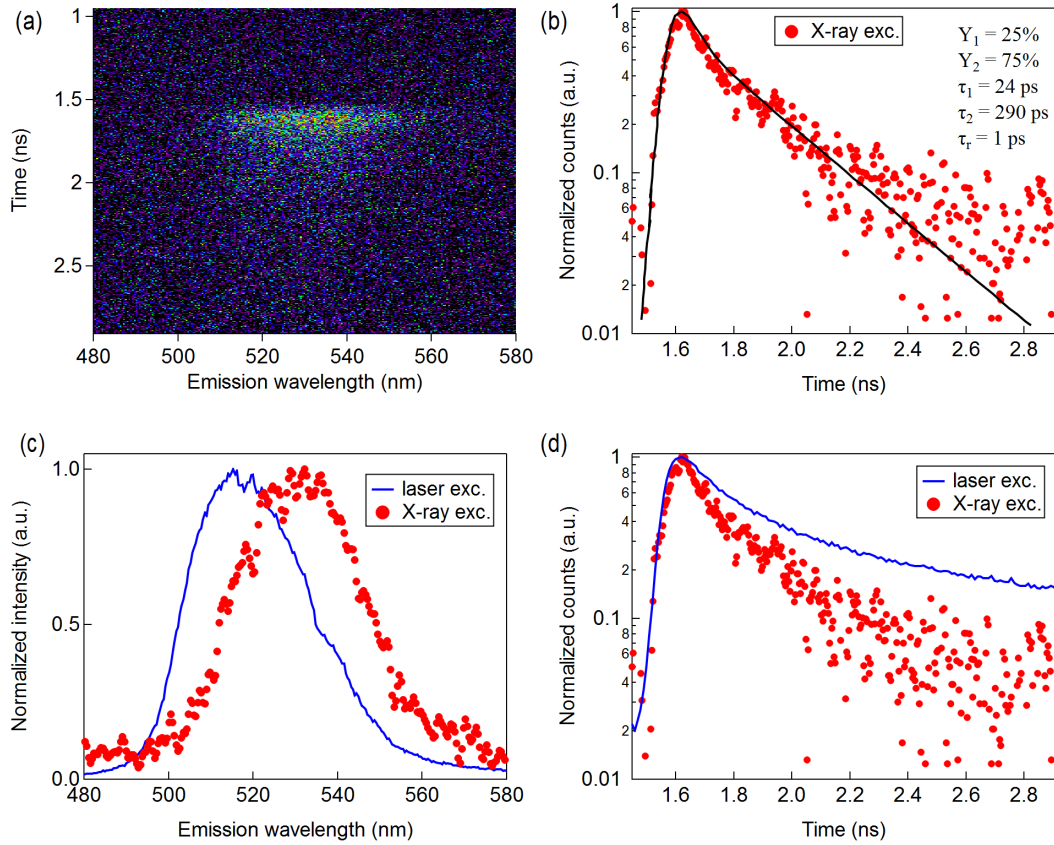 (a)
Time (ns)
1
1.5
2
2.5
480
500
520
540
560
580
Emission wavelength (nm)
(b)
Normalized counts (a.u.)
1
8
6
4
2
0.1
8
6
4
2
0.01
X-ray exc.
Y1 = 25%
Y2 = 75%
τ1 = 24 ps
τ2 = 290 ps
τr = 1 ps
1.6
1.8
2.0
2.2
2.4
2.6
2.8
Time (ns)
(c)
Normalized intensity (a.u.)
1.0
0.5
0.0
laser exc.
X-ray exc.
480
500
520
540
560
580
Emission wavelength (nm)
(d)
Normalized counts (a.u.)
1
8
6
4
2
0.1
8
6
4
2
0.01
laser exc.
X-ray exc.
1.6
1.8
2.0
2.2
2.4
2.6
2.8
Time (ns)